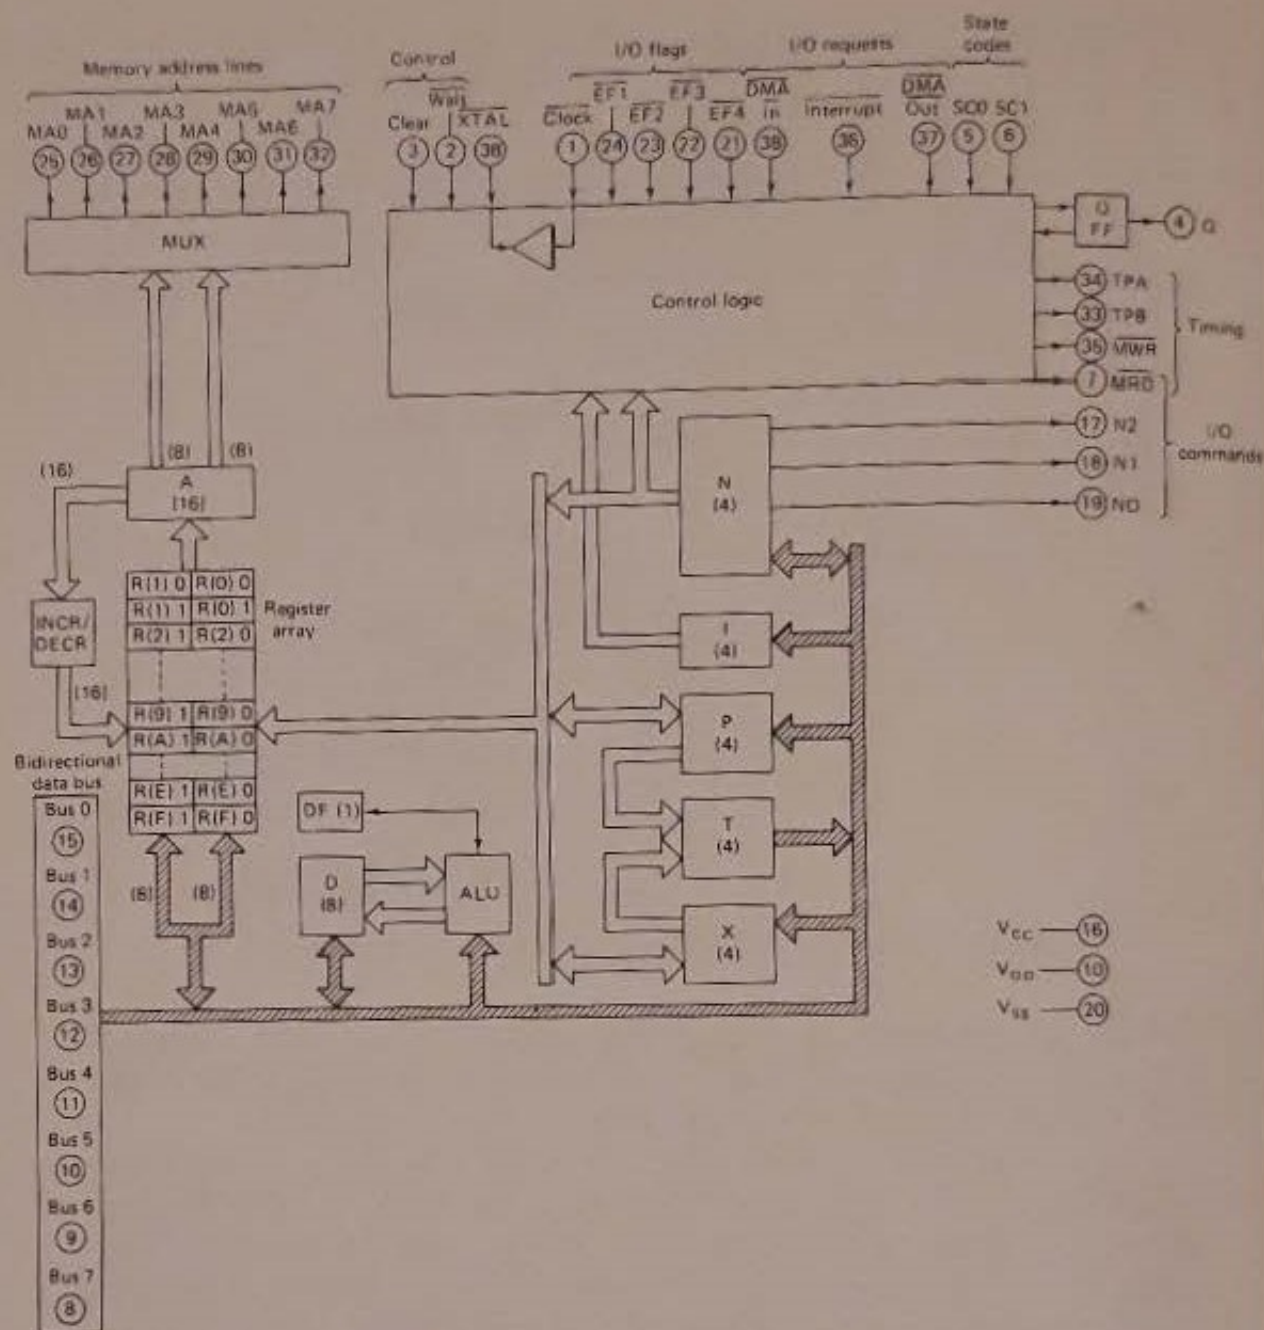 State
codes
I/O flags
I/O requests
Control
Memory address lines
MA0 MA1 MA2 MA3 MA4 MA5 MA6 MA7
25 26 27 28 29 30 31 32
Clear Wait XTAL
3 2 38
Clock EF1 EF2 EF3 EF4 DMA In Interrupt DMA Out SC0 SC1
1 24 23 22 21 38 36 37 5 6
MUX
Control logic
Q
FF
4 Q
34 TPA
33 TPB
35 MWR
7 MRD
Timing
17 N2
18 N1
19 N0
I/O
commands
(8) (8)
(16)
A
(16)
N
(4)
INCR/
DECR
(16)
R(1) 0 R(0) 0
R(1) 1 R(0) 1
R(2) 1 R(2) 0
Register
array
R(9) 1 R(9) 0
R(A) 1 R(A) 0
R(E) 1 R(E) 0
R(F) 1 R(F) 0
(8) (8)
I
(4)
P
(4)
T
(4)
X
(4)
DF (1)
D
(8)
ALU
Bidirectional
data bus
Bus 0
15
Bus 1
14
Bus 2
13
Bus 3
12
Bus 4
11
Bus 5
10
Bus 6
9
Bus 7
8
VCC 16
VDD 10
VSS 20